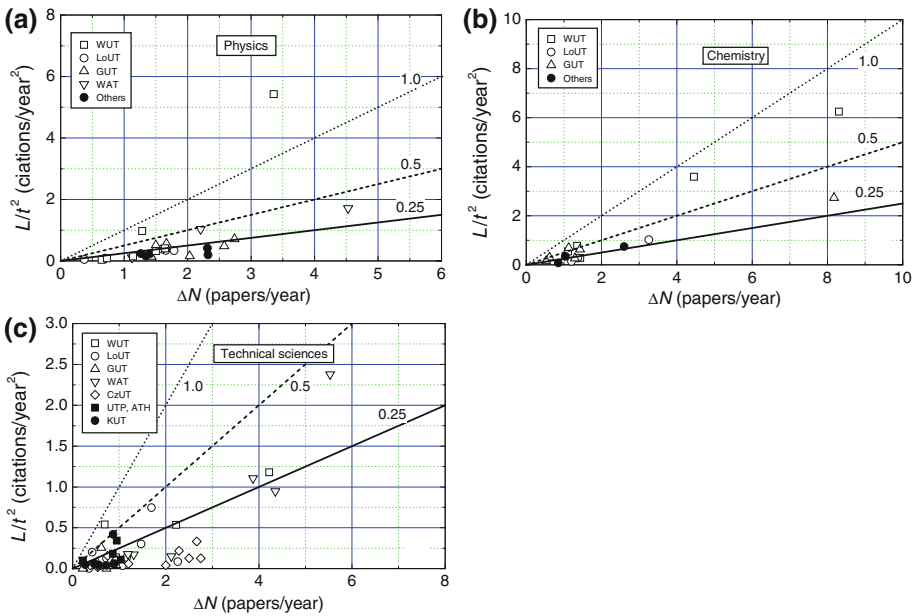 (a)
8
6
4
2
0
L/t² (ciations/year²)
WUT
LoUT
GUT
WAT
Others
Physics
1.0
0.5
0.25
0 1 2 3 4 5 6
ΔN (papers/year)
(b)
10
8
6
4
2
0
L/t² (citations/year²)
WUT
LoUT
GUT
Others
Chemistry
1.0
0.5
0.25
0 2 4 6 8 10
ΔN (papers/year)
(c)
3.0
2.5
2.0
1.5
1.0
0.5
0.0
L/t² (citations/year²)
WUT
LoUT
GUT
WAT
CzUT
UTP, ATH
KUT
Technical sciences
1.0
0.5
0.25
0 2 4 6 8
ΔN (papers/year)